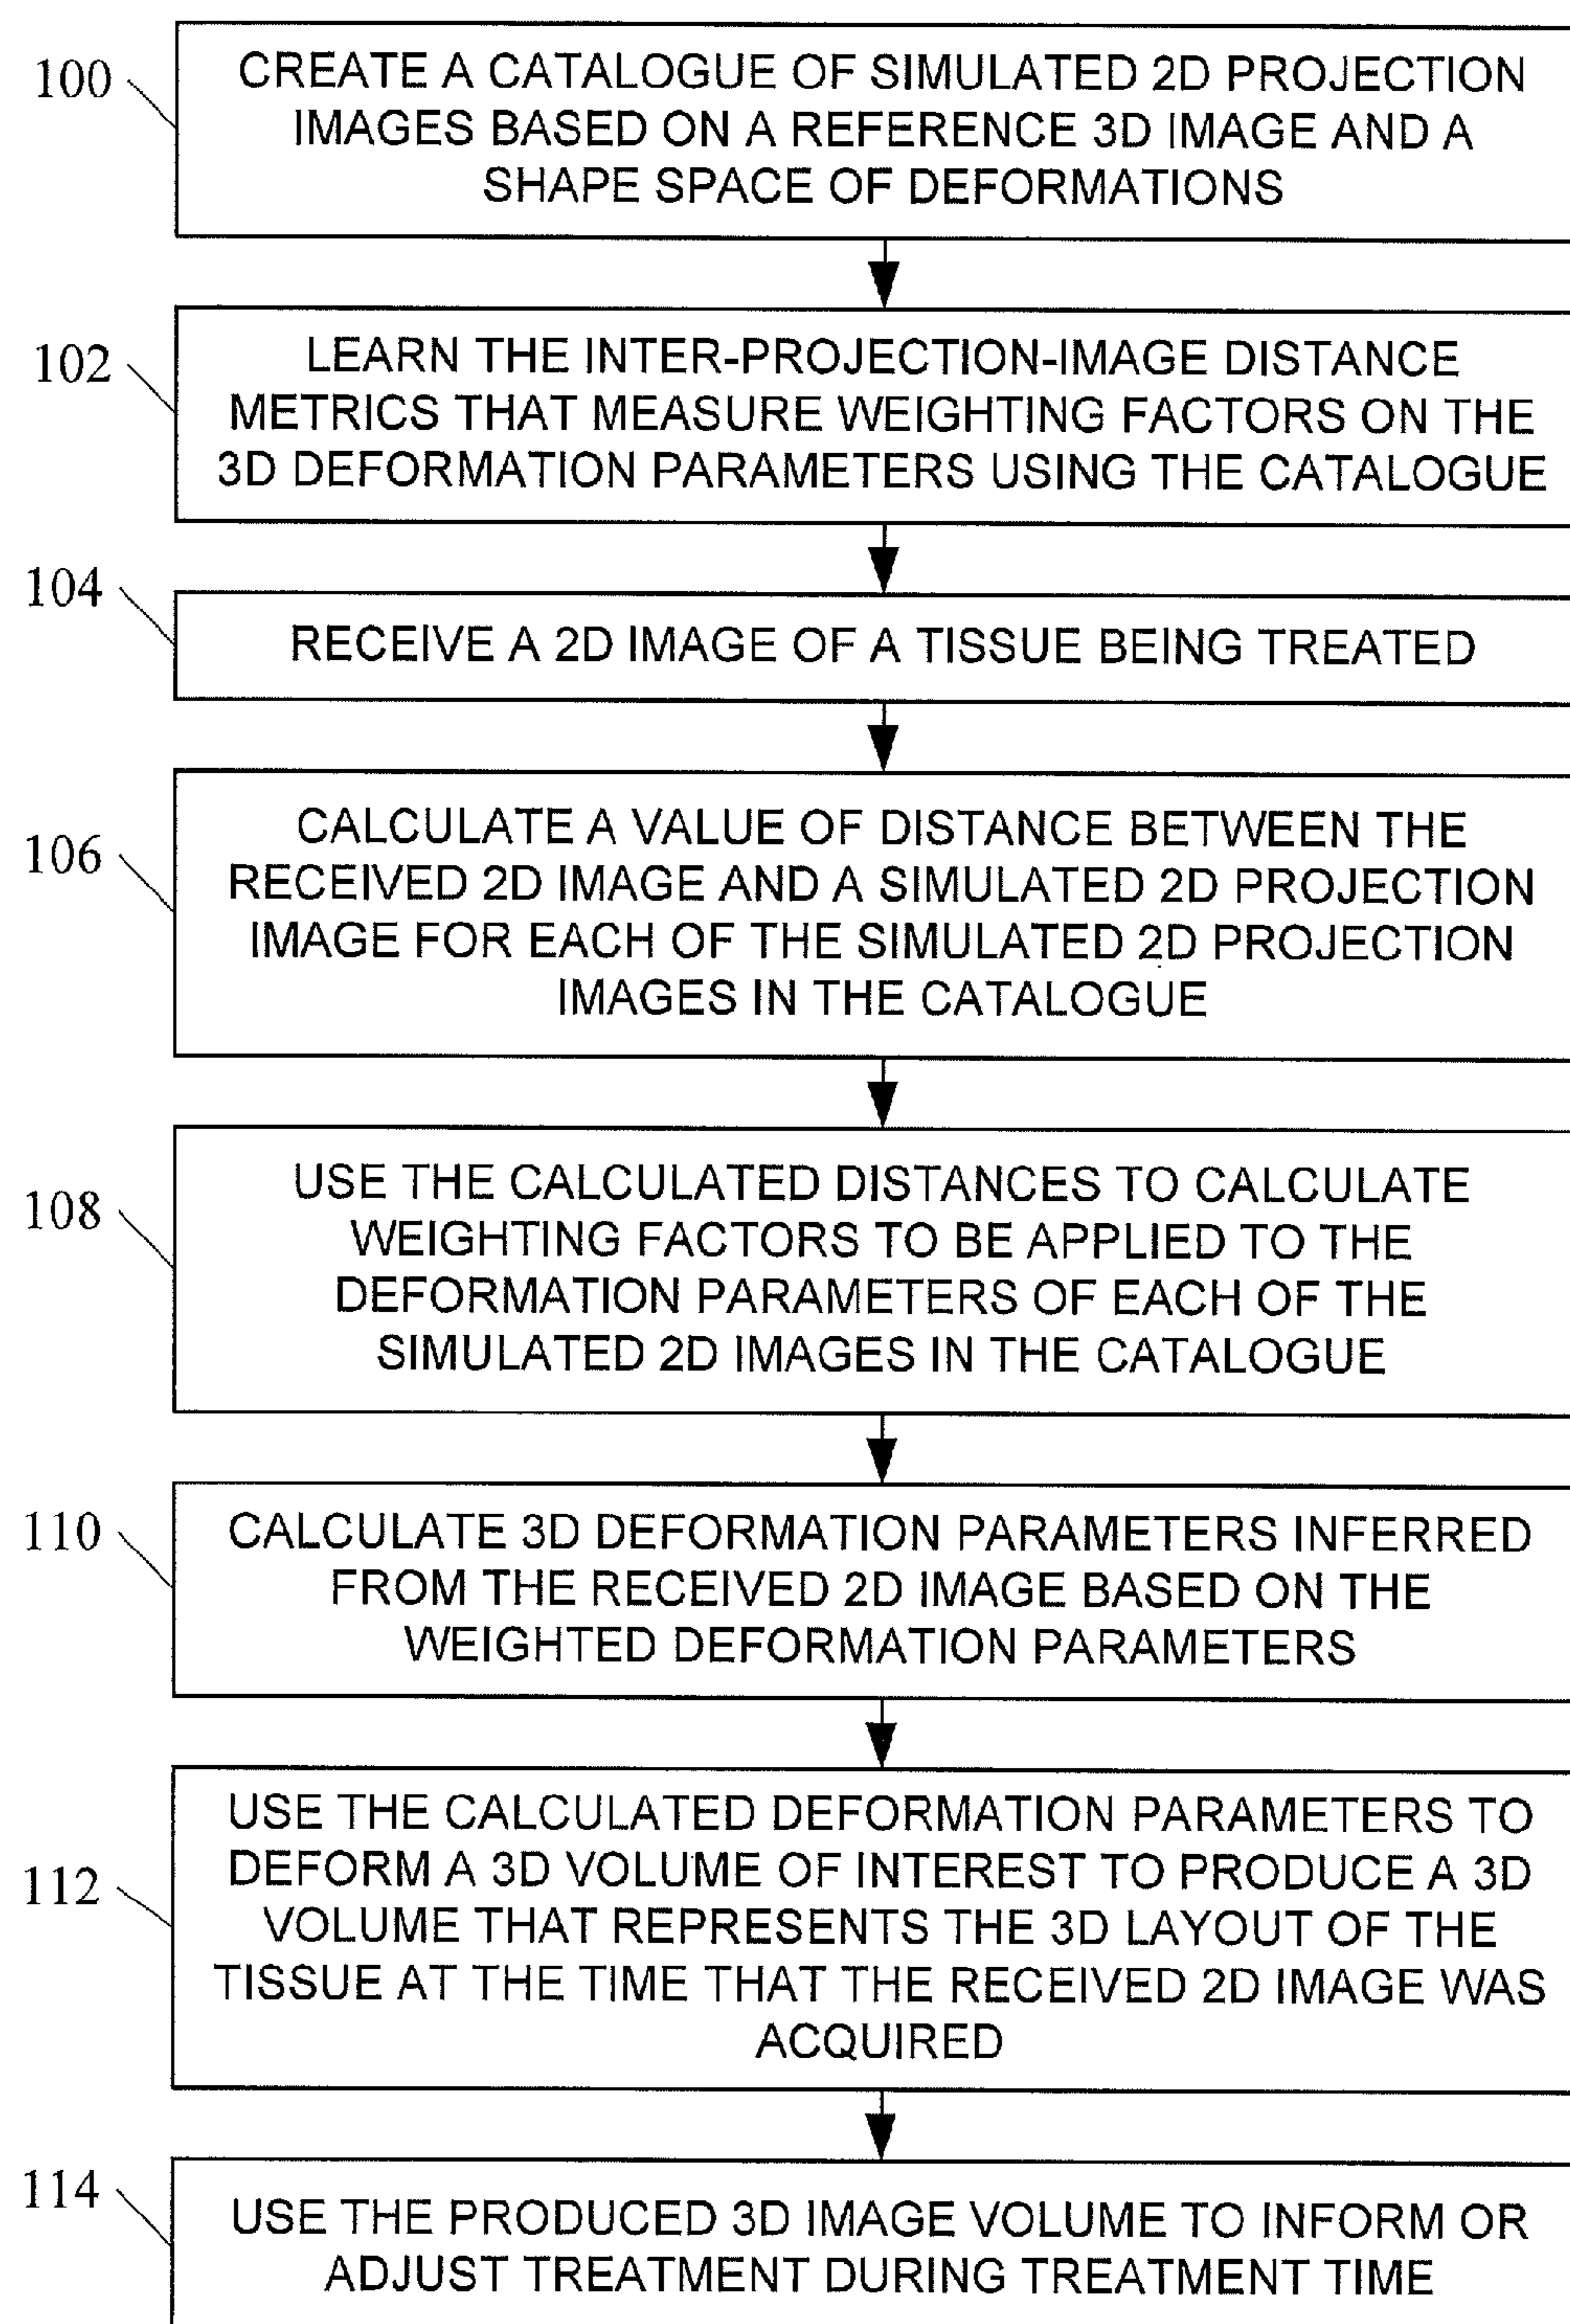 100
CREATE A CATALOGUE OF SIMULATED 2D PROJECTION
IMAGES BASED ON A REFERENCE 3D IMAGE AND A
SHAPE SPACE OF DEFORMATIONS
102
LEARN THE INTER-PROJECTION-IMAGE DISTANCE
METRICS THAT MEASURE WEIGHTING FACTORS ON THE
3D DEFORMATION PARAMETERS USING THE CATALOGUE
104
RECEIVE A 2D IMAGE OF A TISSUE BEING TREATED
106
CALCULATE A VALUE OF DISTANCE BETWEEN THE
RECEIVED 2D IMAGE AND A SIMULATED 2D PROJECTION
IMAGE FOR EACH OF THE SIMULATED 2D PROJECTION
IMAGES IN THE CATALOGUE
108
USE THE CALCULATED DISTANCES TO CALCULATE
WEIGHTING FACTORS TO BE APPLIED TO THE
DEFORMATION PARAMETERS OF EACH OF THE
SIMULATED 2D IMAGES IN THE CATALOGUE
110
CALCULATE 3D DEFORMATION PARAMETERS INFERRED
FROM THE RECEIVED 2D IMAGE BASED ON THE
WEIGHTED DEFORMATION PARAMETERS
112
USE THE CALCULATED DEFORMATION PARAMETERS TO
DEFORM A 3D VOLUME OF INTEREST TO PRODUCE A 3D
VOLUME THAT REPRESENTS THE 3D LAYOUT OF THE
TISSUE AT THE TIME THAT THE RECEIVED 2D IMAGE WAS
ACQUIRED
114
USE THE PRODUCED 3D IMAGE VOLUME TO INFORM OR
ADJUST TREATMENT DURING TREATMENT TIME